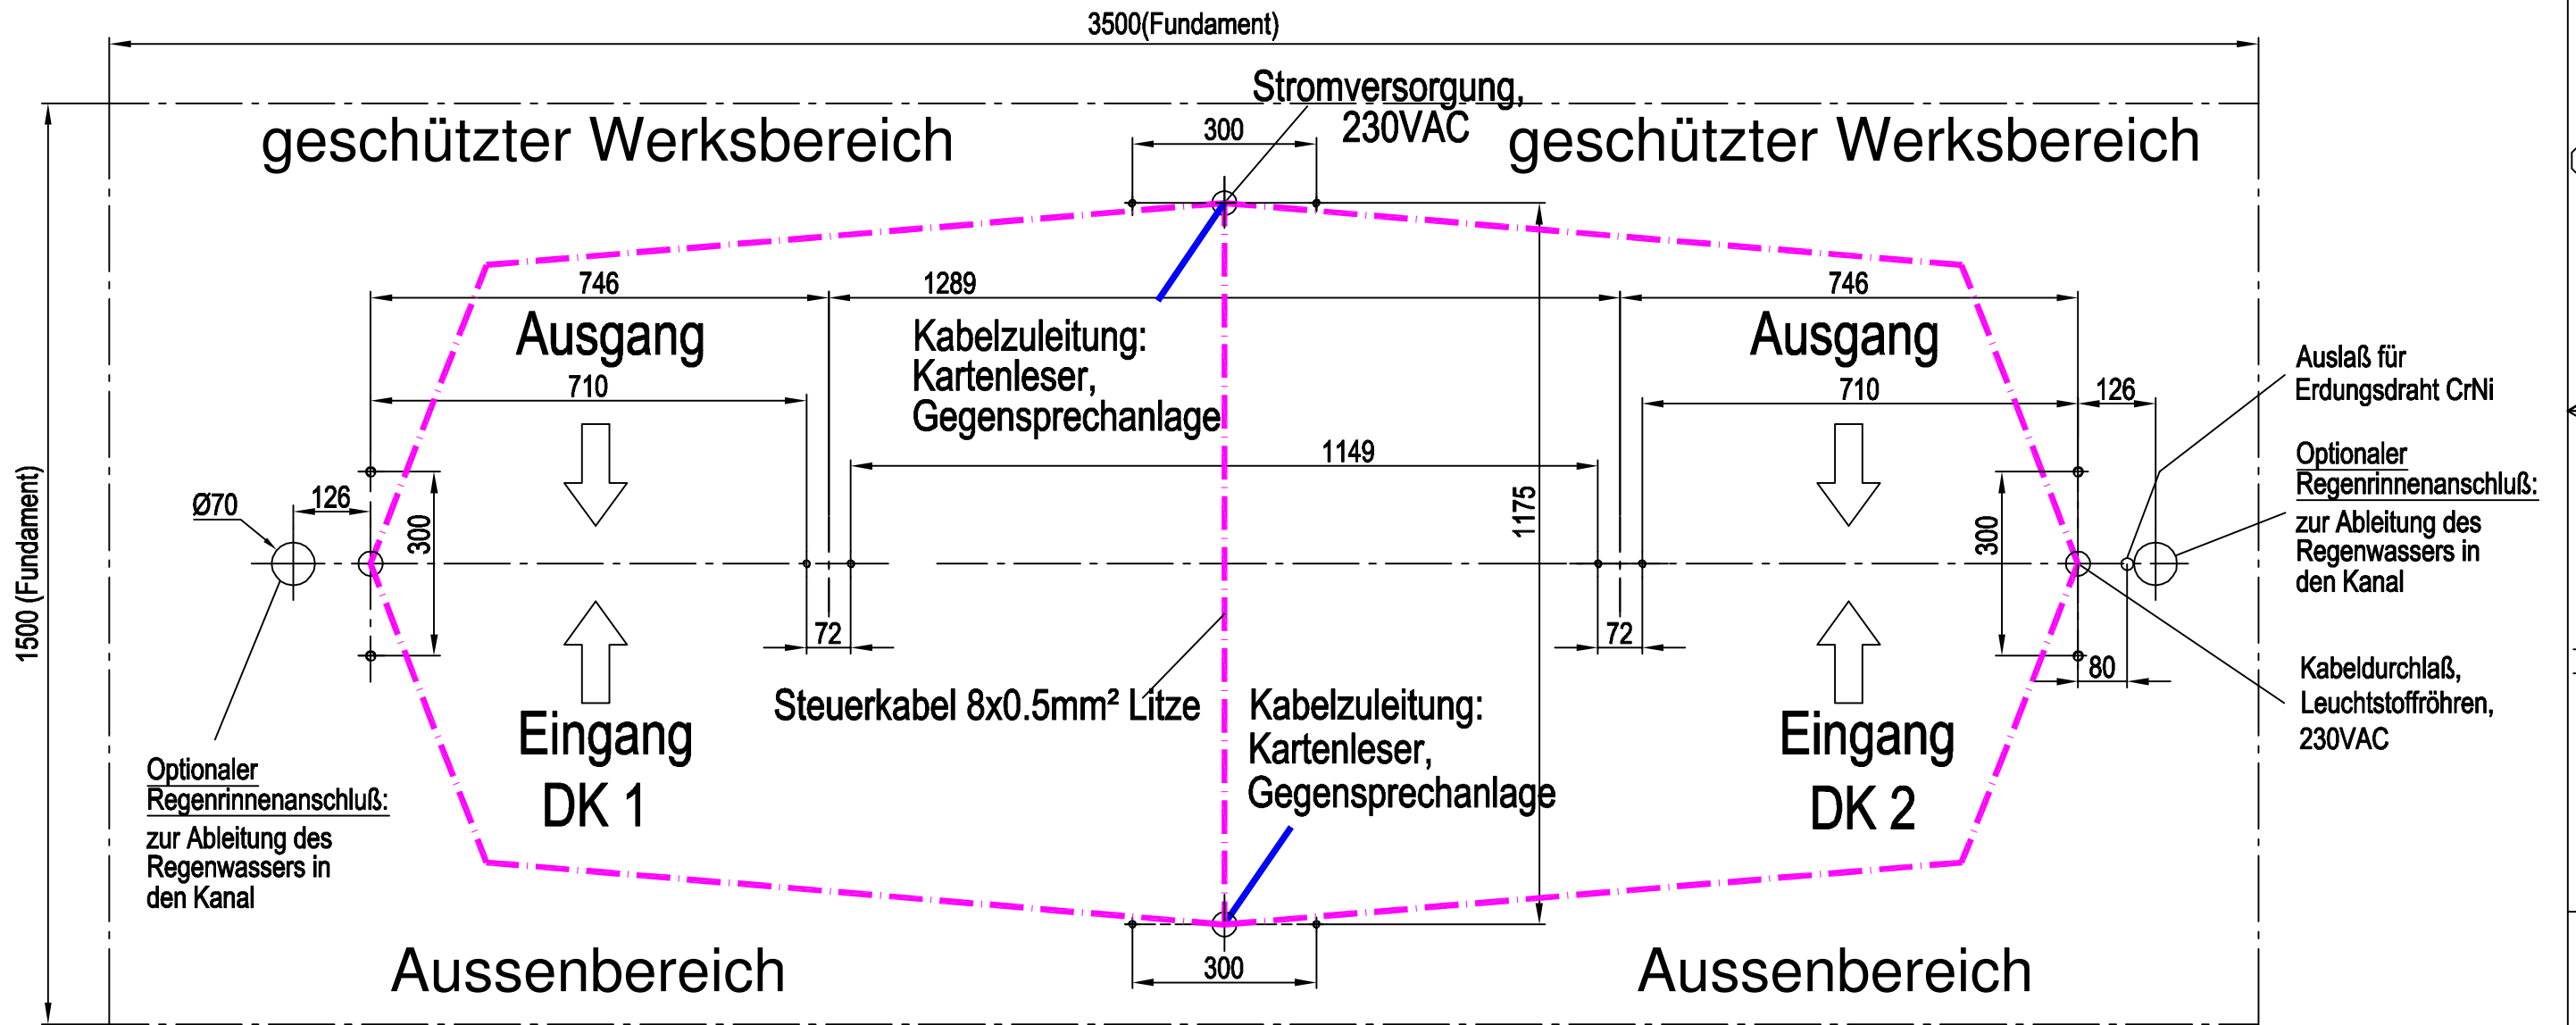 3500(Fundament)
Stromversorgung,
230VAC
geschützter Werksbereich
300
geschützter Werksbereich
746
1289
746
Ausgang
Kabelzuleitung:
Kartenleser,
Gegensprechanlage
Ausgang
710
710
126
Auslaß für
Erdungsdraht CrNi
1149
Optionaler
Regenrinnenanschluß:
zur Ableitung des
Regenwassers in
den Kanal
Ø70
126
300
1175
300
1500 (Fundament)
72
72
80
Kabeldurchlaß,
Leuchtstoffröhren,
230VAC
Steuerkabel 8x0.5mm² Litze
Kabelzuleitung:
Kartenleser,
Gegensprechanlage
Eingang
DK 1
Eingang
DK 2
Optionaler
Regenrinnenanschluß:
zur Ableitung des
Regenwassers in
den Kanal
Aussenbereich
300
Aussenbereich